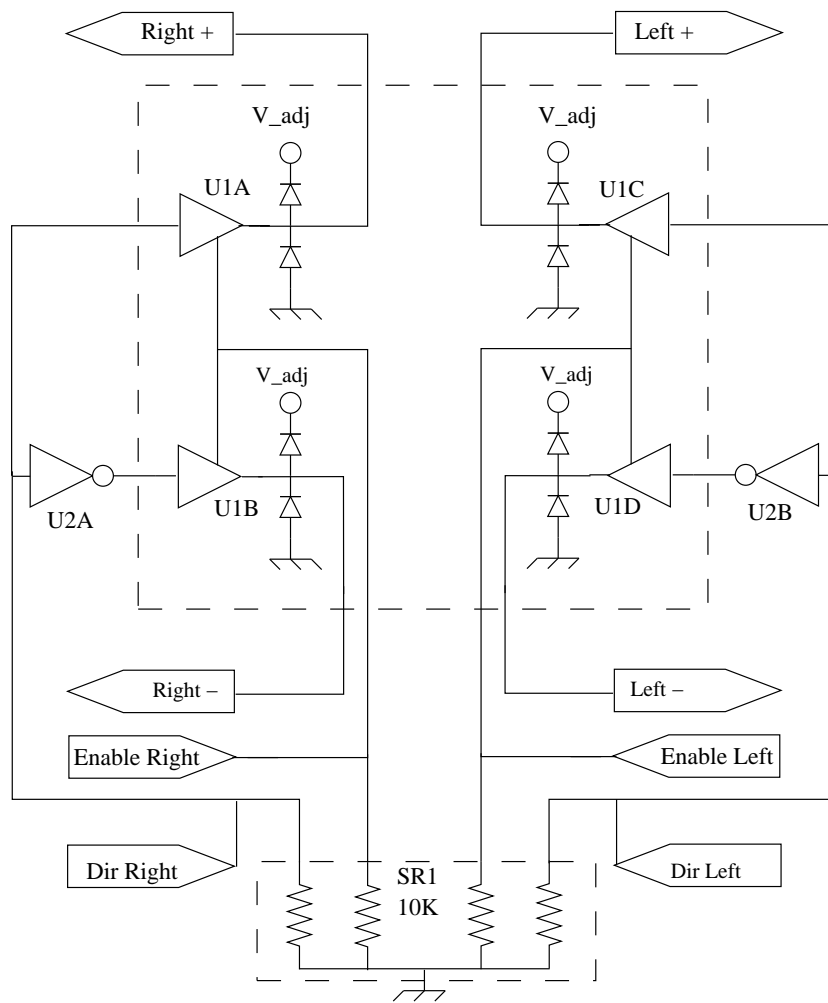 Right +
Left +
V_adj
V_adj
U1A
U1C
V_adj
V_adj
U2A
U1B
U1D
U2B
Right −
Left −
Enable Right
Enable Left
Dir Right
SR1
10K
Dir Left